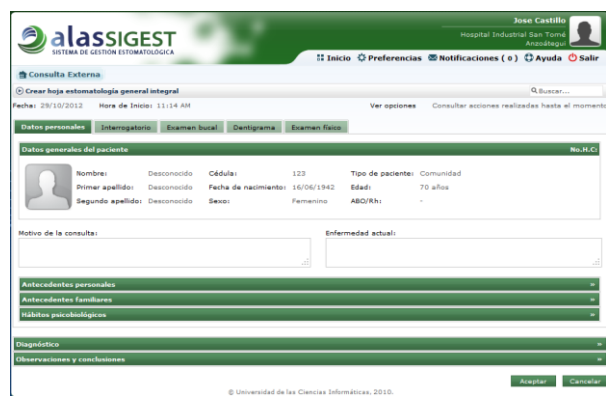 Jose Castillo
Hospital Industrial San Tomé
Anzoátegui
alassIGEST
SISTEMA DE GESTIÓN ESTOMATOLÓGICA
Inicio Preferencias Notificaciones ( 0 ) Ayuda Salir
Consulta Externa
Crear hoja estomatología general integral Buscar...
Fecha: 29/10/2012 Hora de Inicio: 11:14 AM Ver opciones Consultar acciones realizadas hasta el momento
Datos personales Interrogatorio Examen bucal Dentigrama Examen físico
Datos generales del paciente No.H.C:
Nombre: Desconocido Cédula: 123 Tipo de paciente: Comunidad
Primer apellido: Desconocido Fecha de nacimiento: 16/06/1942 Edad: 70 años
Segundo apellido: Desconocido Sexo: Femenino ABO/Rh: -
Motivo de la consulta: Enfermedad actual:
Antecedentes personales »
Antecedentes familiares »
Hábitos psicobiológicos »
Diagnóstico »
Observaciones y conclusiones »
Aceptar Cancelar
© Universidad de las Ciencias Informáticas, 2010.